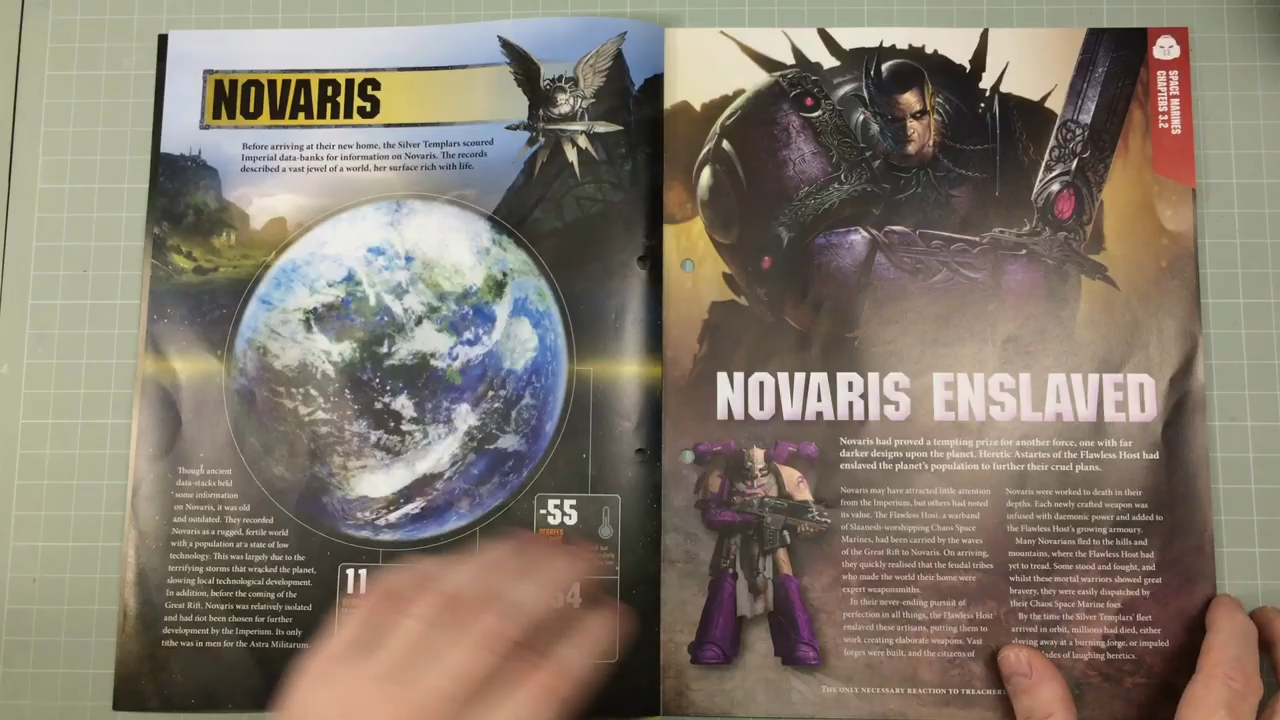 NOVARIS
Before arriving at their new home, the Silver Templars scoured
Imperial data-banks for information on Novaris. The records
described a vast jewel of a world, her surface rich with life.
Though ancient
data-stacks held
some information
on Novaris, it was old
and outdated. They recorded
Novaris as a rugged, fertile world
with a population at a state of low
technology. This was largely due to the
terrifying storms that wracked the planet,
slowing local technological development.
In addition, before the coming of the
Great Rift, Novaris was relatively isolated
and had not been chosen for further
development by the Imperium. Its only
tithe was in men for the Astra Militarum.
-55
11
SPACE MARINES
CHAPTERS 3.2
NOVARIS ENSLAVED
Novaris had proved a tempting prize for another force, one with far
darker designs upon the planet. Heretic Astartes of the Flawless Host had
enslaved the planet's population to further their cruel plans.
Novaris may have attracted little attention
from the Imperium, but others had noted
its value. The Flawless Host, a warband
of Slaanesh-worshipping Chaos Space
Marines, had been carried by the waves
of the Great Rift to Novaris. On arriving,
they quickly realised that the feudal tribes
who made the world their home were
expert weaponsmiths.
In their never-ending pursuit of
perfection in all things, the Flawless Host
enslaved these artisans, putting them to
work creating elaborate weapons. Vast
forges were built, and the citizens of
Novaris were worked to death in their
depths. Each newly crafted weapon was
infused with daemonic power and added to
the Flawless Host's growing armoury.
Many Novarians fled to the hills and
mountains, where the Flawless Host had
yet to tread. Some stood and fought, and
whilst these mortal warriors showed great
bravery, they were easily dispatched by
their Chaos Space Marine foes.
By the time the Silver Templars' fleet
arrived in orbit, millions had died, either
slaving away at a burning forge, or impaled
blades of laughing heretics.
THE ONLY NECESSARY REACTION TO TREACHERY